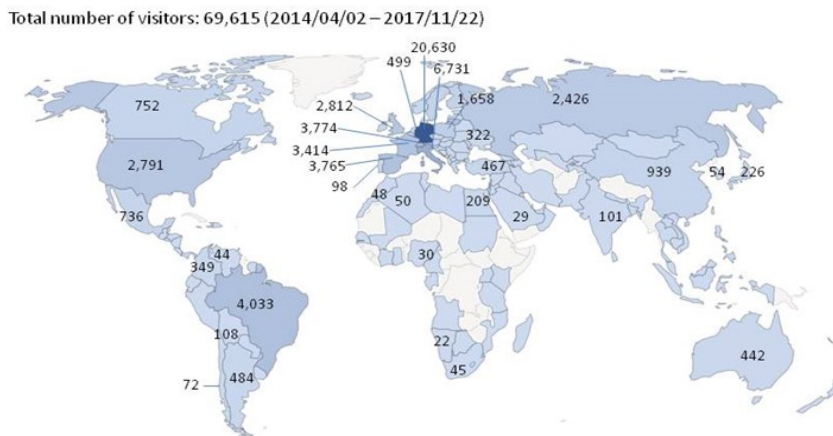 Total number of visitors: 69,615 (2014/04/02 – 2017/11/22)
20,630
499 6,731
752 2,812 1,658 2,426
3,774 322
3,414
2,791 3,765 467 939 54 226
98
736 48 50 209 29 101
44
349 30
4,033
108 22 442
72 484 45